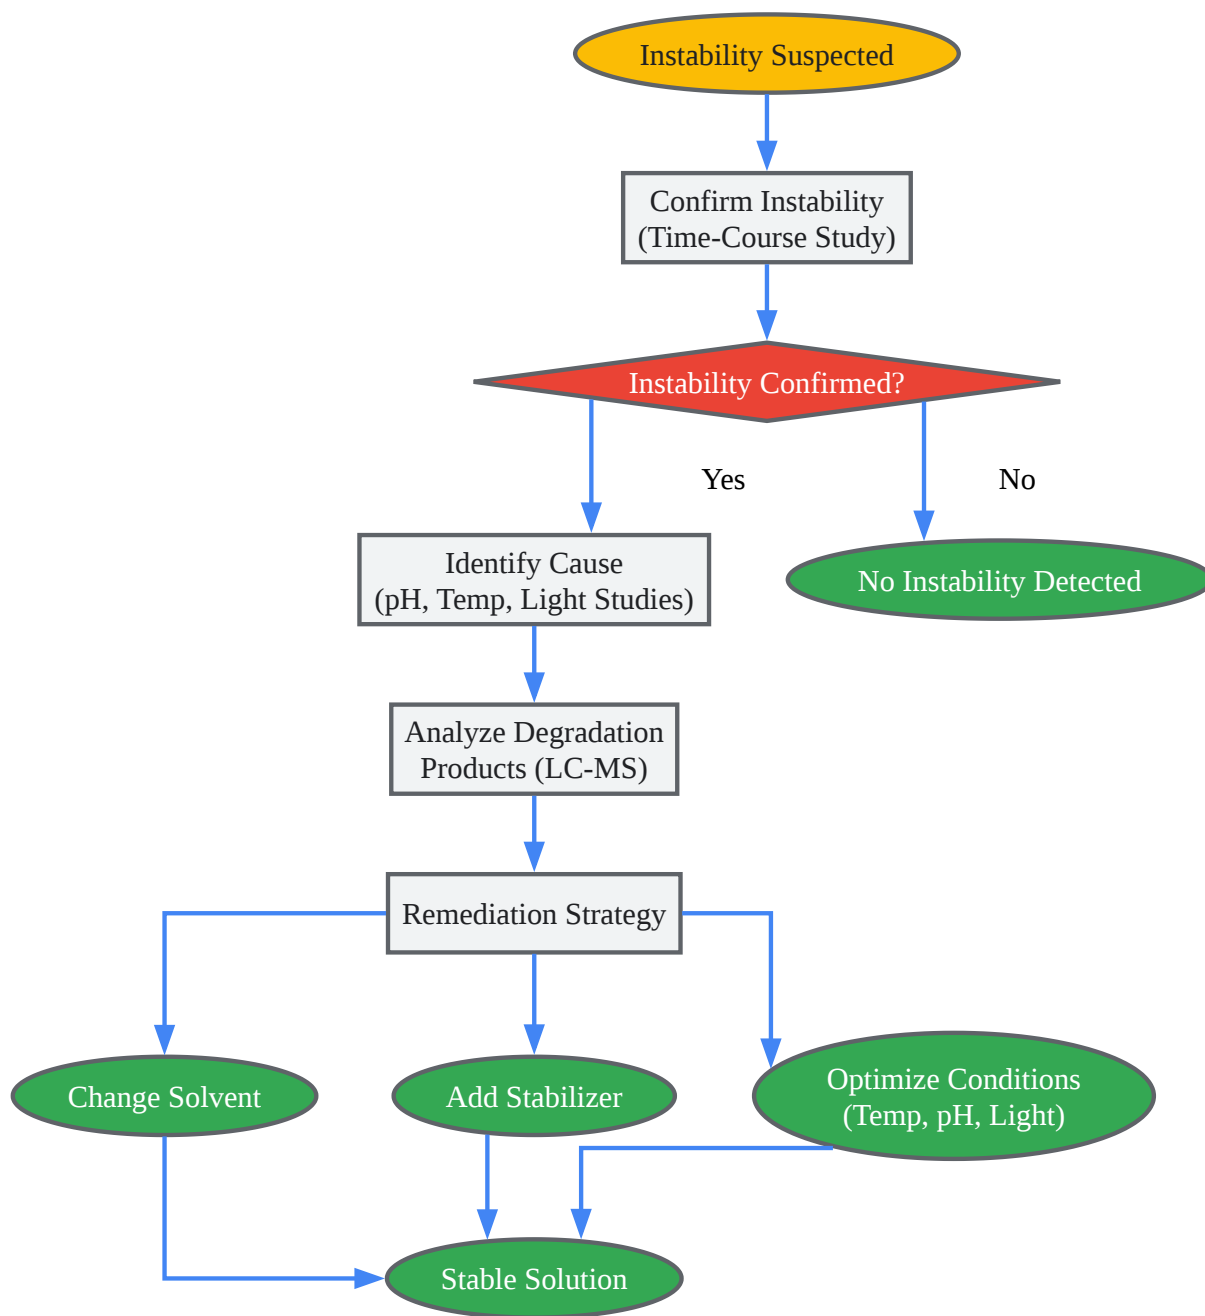 Instability Suspected
Confirm Instability
(Time-Course Study)
Instability Confirmed?
Yes
No
Identify Cause
(pH, Temp, Light Studies)
No Instability Detected
Analyze Degradation
Products (LC-MS)
Remediation Strategy
Change Solvent
Add Stabilizer
Optimize Conditions
(Temp, pH, Light)
Stable Solution